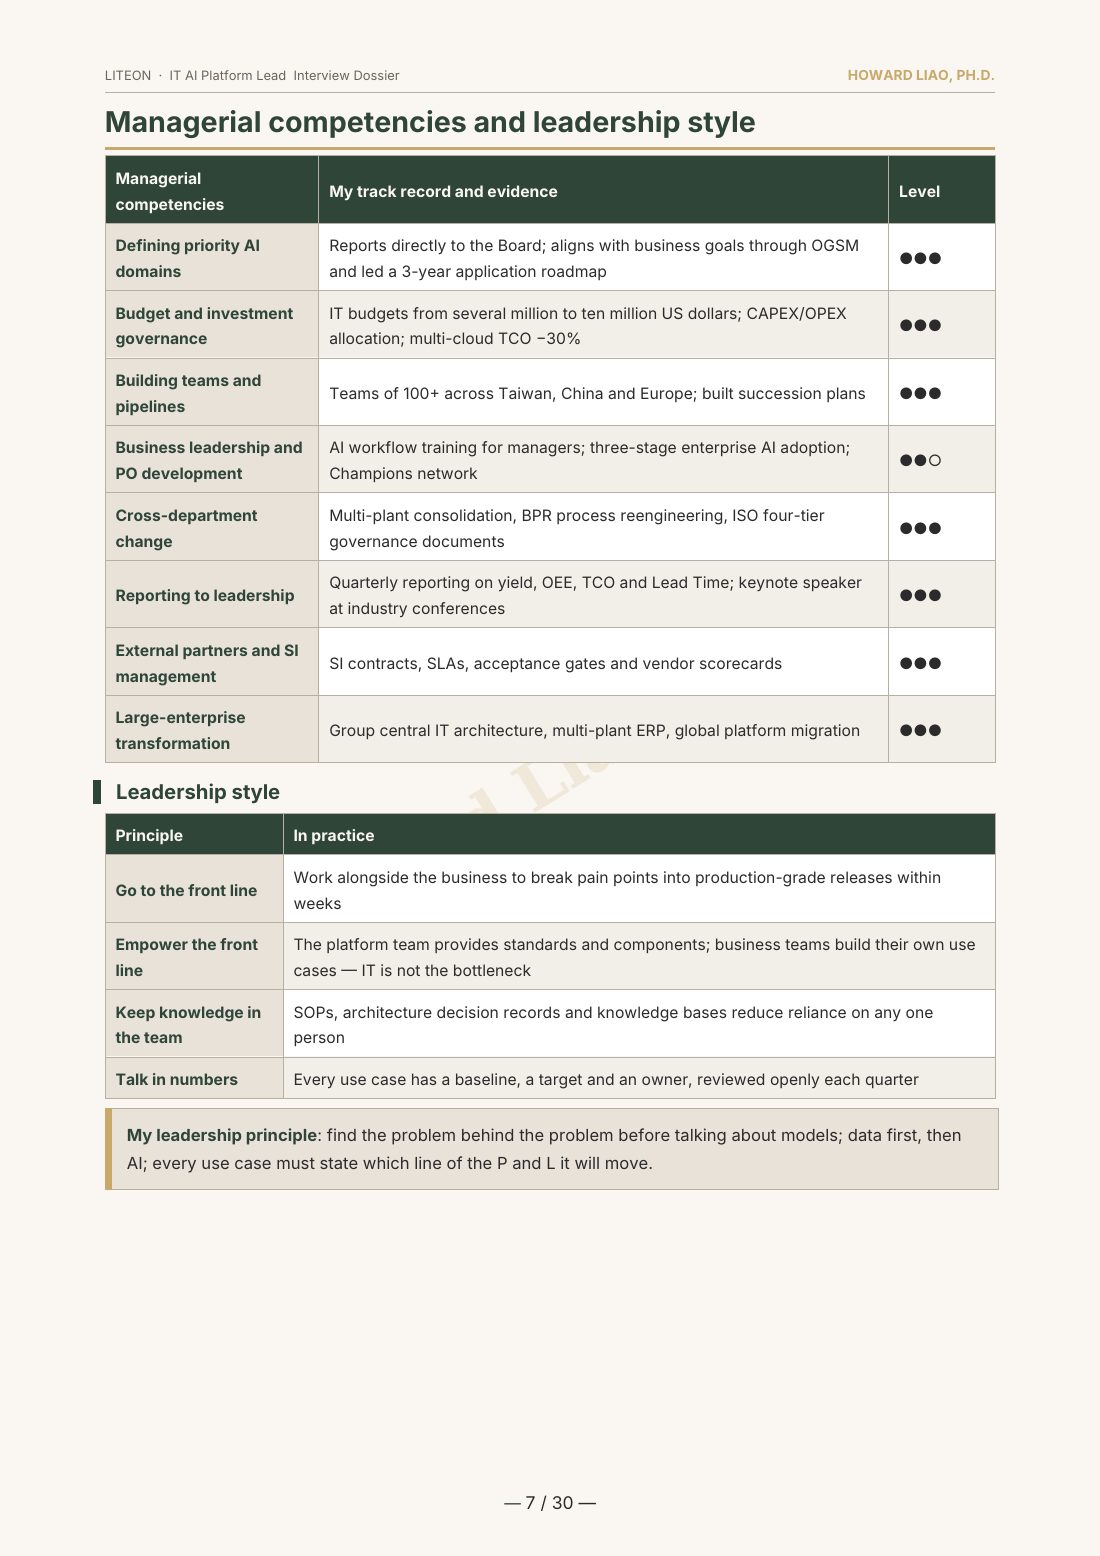 LITEON · IT AI Platform Lead Interview Dossier
HOWARD LIAO, PH.D.
Managerial competencies and leadership style
Managerial
competencies
My track record and evidence
Level
Defining priority AI
domains
Reports directly to the Board; aligns with business goals through OGSM
and led a 3-year application roadmap
●●●
Budget and investment
governance
IT budgets from several million to ten million US dollars; CAPEX/OPEX
allocation; multi-cloud TCO −30%
●●●
Building teams and
pipelines
Teams of 100+ across Taiwan, China and Europe; built succession plans
●●●
Business leadership and
PO development
AI workflow training for managers; three-stage enterprise AI adoption;
Champions network
●●○
Cross-department
change
Multi-plant consolidation, BPR process reengineering, ISO four-tier
governance documents
●●●
Reporting to leadership
Quarterly reporting on yield, OEE, TCO and Lead Time; keynote speaker
at industry conferences
●●●
External partners and SI
management
SI contracts, SLAs, acceptance gates and vendor scorecards
●●●
Large-enterprise
transformation
Group central IT architecture, multi-plant ERP, global platform migration
●●●
Leadership style
Principle
In practice
Go to the front line
Work alongside the business to break pain points into production-grade releases within
weeks
Empower the front
line
The platform team provides standards and components; business teams build their own use
cases — IT is not the bottleneck
Keep knowledge in
the team
SOPs, architecture decision records and knowledge bases reduce reliance on any one
person
Talk in numbers
Every use case has a baseline, a target and an owner, reviewed openly each quarter
My leadership principle: find the problem behind the problem before talking about models; data first, then
AI; every use case must state which line of the P and L it will move.
— 7 / 30 —